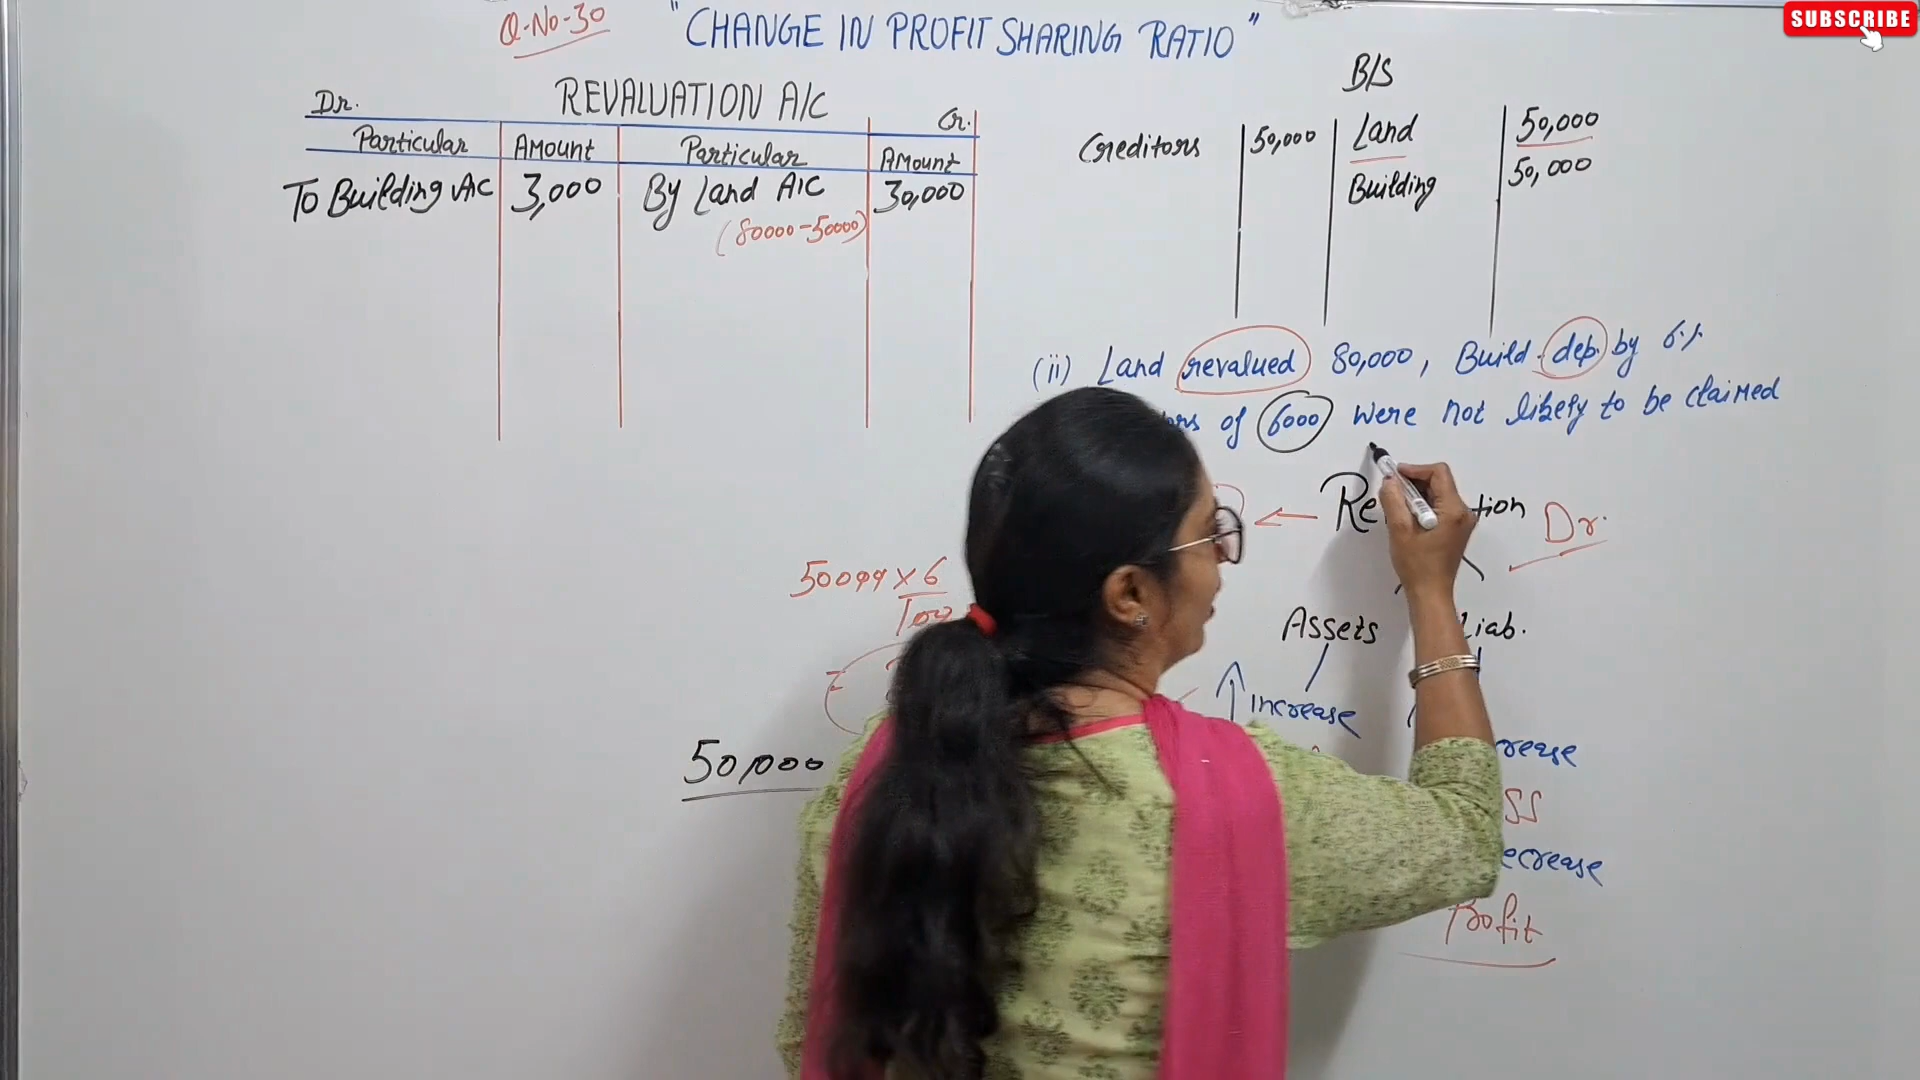 SUBSCRIBE
Q-No-30 "CHANGE IN PROFIT SHARING RATIO"
Dr. REVALUATION A/C Cr.
Particular Amount Particular Amount
To Building A/C 3,000 By Land A/C 30,000
(80000-50000)
B/S
Creditors 50,000 Land 50,000
Building 50,000
(ii) Land revalued 80,000, Build. dep. by 6%
of 6000 were not likely to be claimed
Dr.
50000 x 6
100
Assets Liab.
increase
50,000
Profit